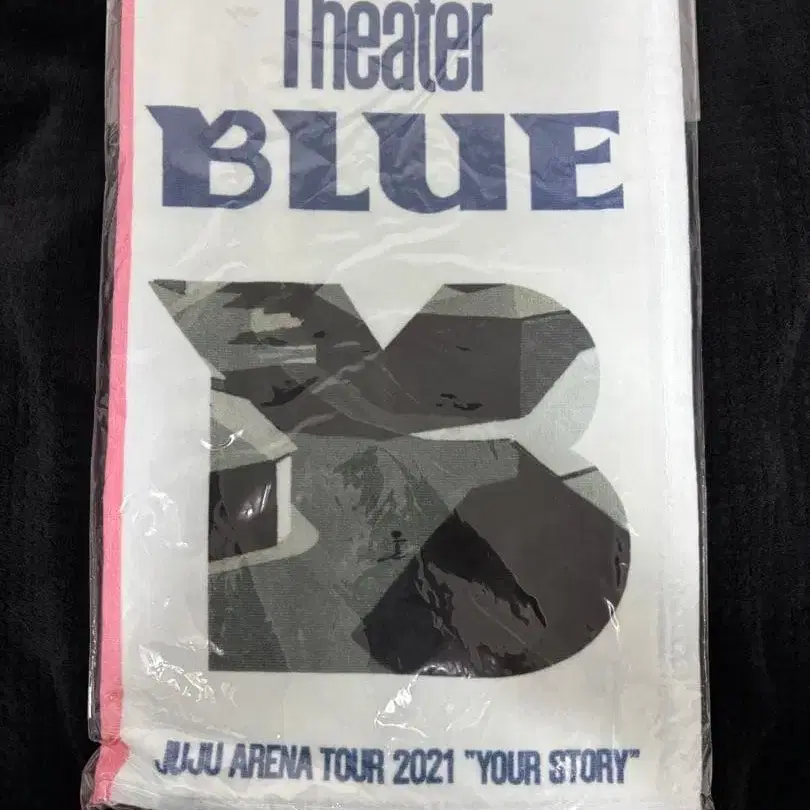 Theater
BLUE
B
JUJU ARENA TOUR 2021 "YOUR STORY"